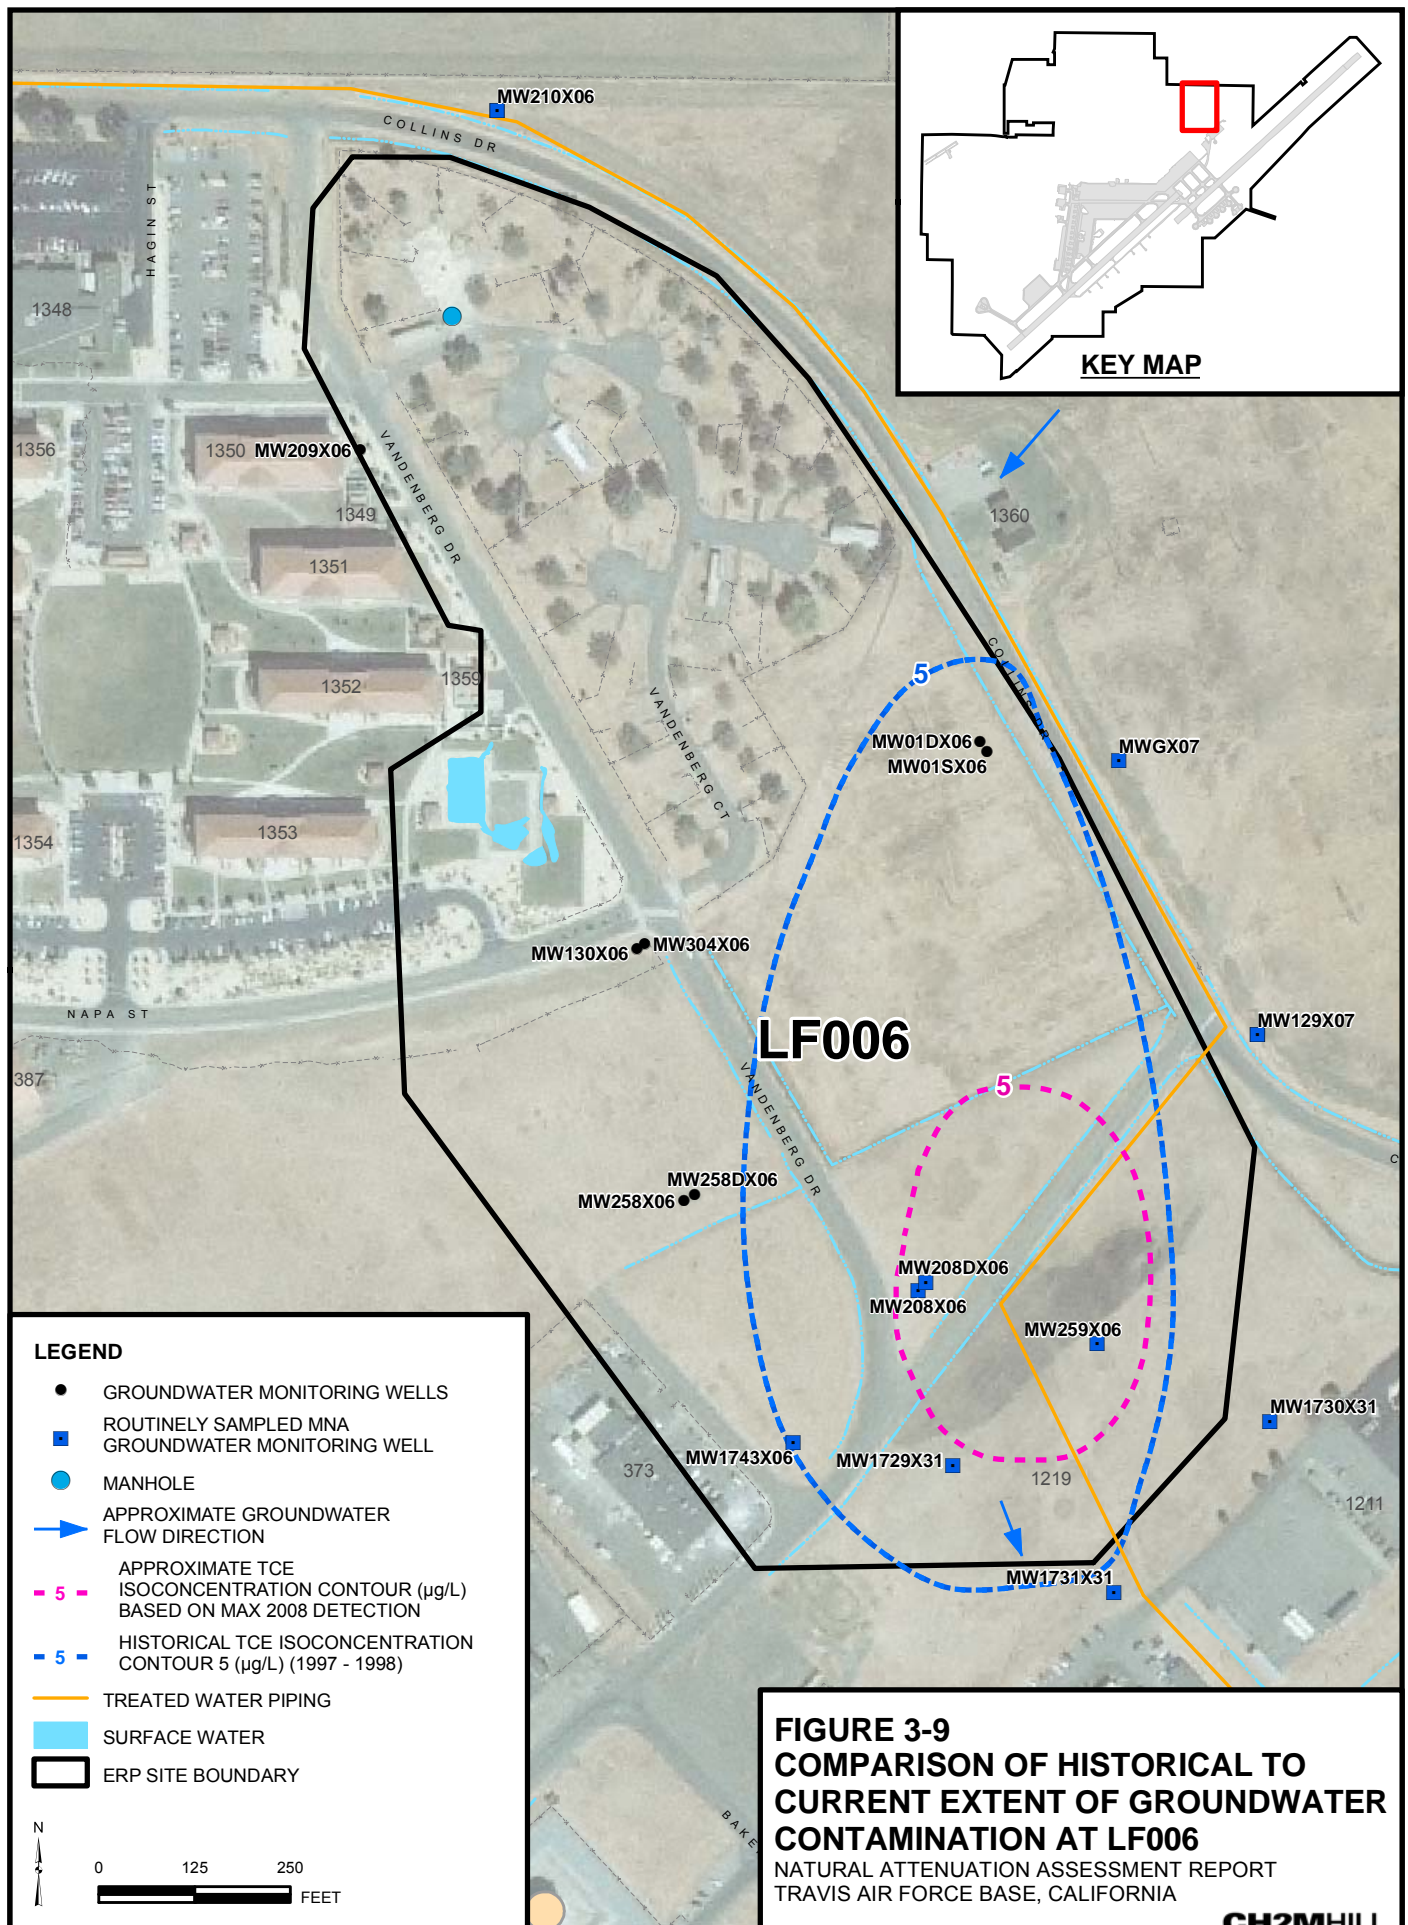 MW210X06
COLLINS DR
HAGIN ST
KEY MAP
1348
1356
1350
MW209X06
VANDENBERG DR
1349
1360
1351
1352
1359
COLLINS DR
5
VANDENBERG CT
MW01DX06
MW01SX06
MWGX07
1354
1353
MW130X06
MW304X06
NAPA ST
LF006
MW129X07
387
VANDENBERG DR
5
C
MW258DX06
MW258X06
MW208DX06
MW208X06
MW259X06
MW1730X31
MW1743X06
MW1729X31
373
1219
1211
MW1731X31
BAKE
LEGEND
GROUNDWATER MONITORING WELLS
ROUTINELY SAMPLED MNA
GROUNDWATER MONITORING WELL
MANHOLE
APPROXIMATE GROUNDWATER
FLOW DIRECTION
APPROXIMATE TCE
5 ISOCONCENTRATION CONTOUR (µg/L)
BASED ON MAX 2008 DETECTION
HISTORICAL TCE ISOCONCENTRATION
5 CONTOUR 5 (µg/L) (1997 - 1998)
TREATED WATER PIPING
SURFACE WATER
ERP SITE BOUNDARY
N
0 125 250
FEET
FIGURE 3-9
COMPARISON OF HISTORICAL TO
CURRENT EXTENT OF GROUNDWATER
CONTAMINATION AT LF006
NATURAL ATTENUATION ASSESSMENT REPORT
TRAVIS AIR FORCE BASE, CALIFORNIA
CH2MHILL